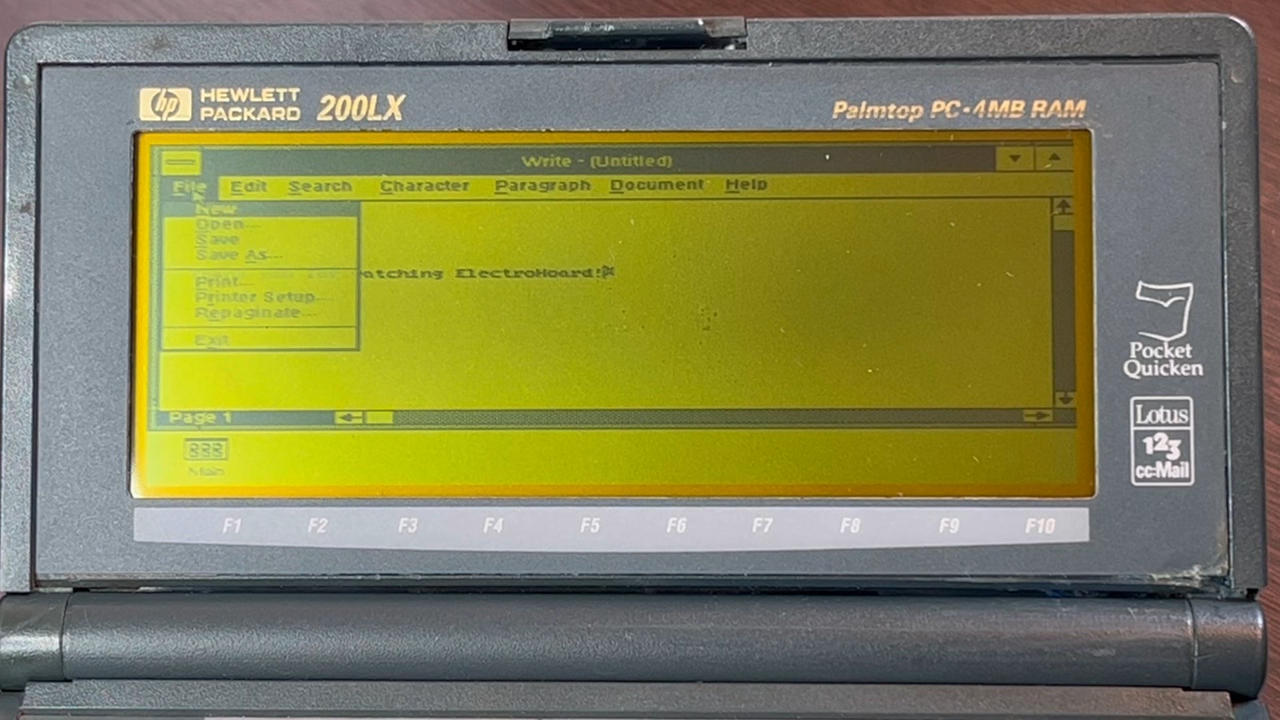 hp HEWLETT PACKARD 200LX
Palmtop PC-4MB RAM
Write - (Untitled)
File Edit Search Character Paragraph Document Help
New
Open...
Save
Save As...
atching ElectroHoard!
Print...
Printer Setup...
Repaginate...
Exit
Page 1
Main
Pocket
Quicken
Lotus
123
cc:Mail
F1 F2 F3 F4 F5 F6 F7 F8 F9 F10